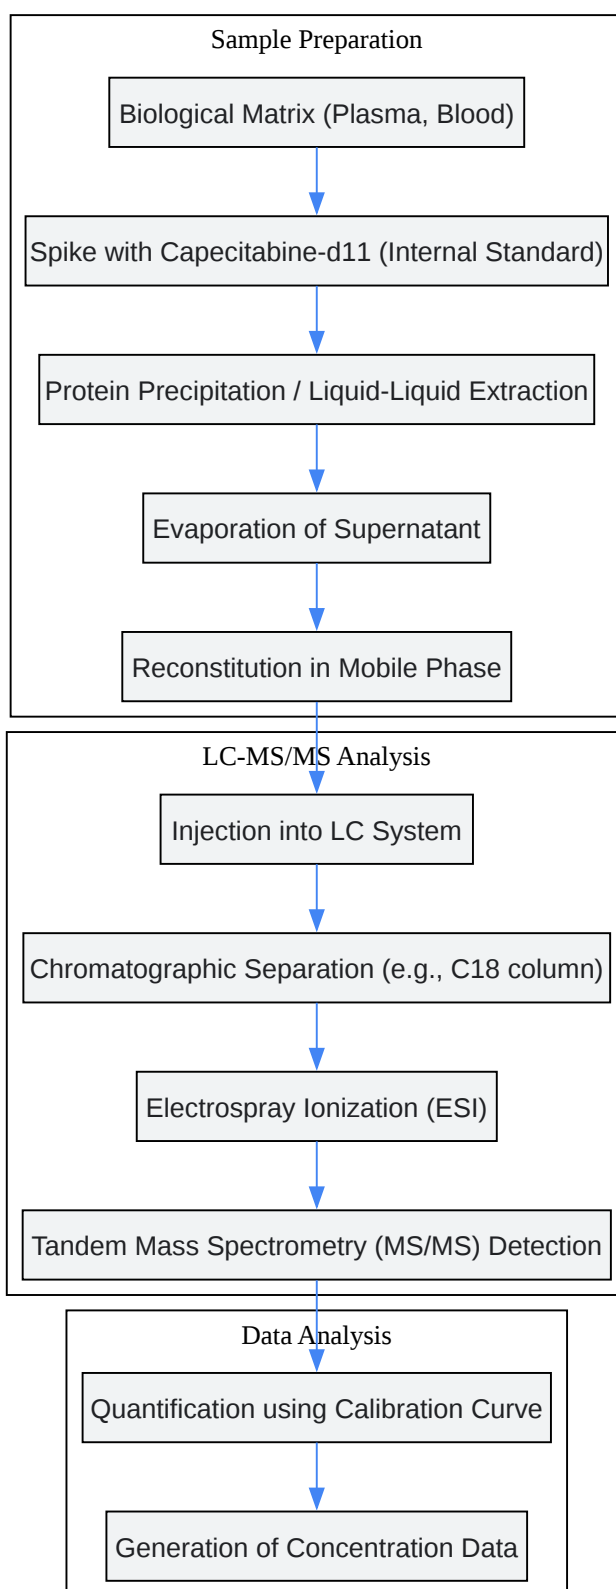 Sample Preparation
Biological Matrix (Plasma, Blood)
Spike with Capecitabine-d11 (Internal Standard)
Protein Precipitation / Liquid-Liquid Extraction
Evaporation of Supernatant
Reconstitution in Mobile Phase
LC-MS/MS Analysis
Injection into LC System
Chromatographic Separation (e.g., C18 column)
Electrospray Ionization (ESI)
Tandem Mass Spectrometry (MS/MS) Detection
Data Analysis
Quantification using Calibration Curve
Generation of Concentration Data